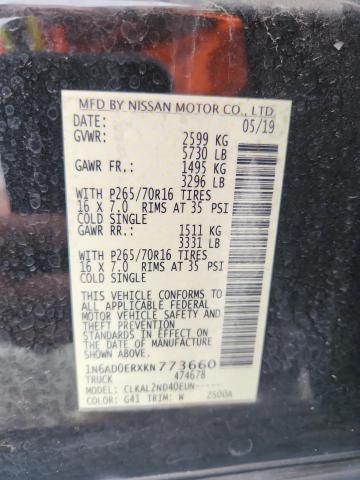 MFD BY NISSAN MOTOR CO., LTD.
DATE: 05/19
GVWR: 2599 KG
5730 LB
GAWR FR.: 1495 KG
3296 LB
WITH P265/70R16 TIRES
16 X 7.0 RIMS AT 35 PSI
COLD SINGLE
GAWR RR.: 1511 KG
3331 LB
WITH P265/70R16 TIRES
16 X 7.0 RIMS AT 35 PSI
COLD SINGLE
THIS VEHICLE CONFORMS TO
ALL APPLICABLE FEDERAL
MOTOR VEHICLE SAFETY AND
THEFT PREVENTION
STANDARDS IN EFFECT ON
THE DATE OF MANUFACTURE
SHOWN ABOVE.
1N6AD0ERXKN773660
TRUCK 474678
MODEL: CLKAL2ND40EUN-----
COLOR: G41 TRIM: W 2500A